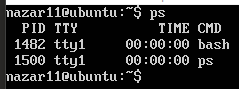 nazar11@ubuntu:~$ ps
PID TTY TIME CMD
1482 tty1 00:00:00 bash
1500 tty1 00:00:00 ps
nazar11@ubuntu:~$